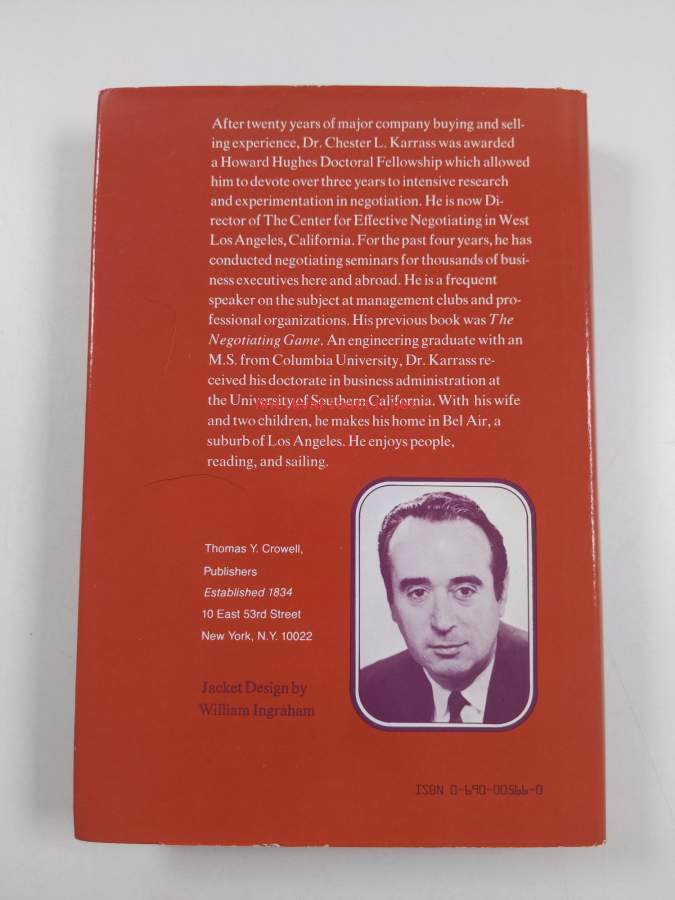 After twenty years of major company buying and sell-
ing experience, Dr. Chester L. Karrass was awarded
a Howard Hughes Doctoral Fellowship which allowed
him to devote over three years to intensive research
and experimentation in negotiation. He is now Di-
rector of The Center for Effective Negotiating in West
Los Angeles, California. For the past four years, he has
conducted negotiating seminars for thousands of busi-
ness executives here and abroad. He is a frequent
speaker on the subject at management clubs and pro-
fessional organizations. His previous book was The
Negotiating Game. An engineering graduate with an
M.S. from Columbia University, Dr. Karrass re-
ceived his doctorate in business administration at
the University of Southern California. With his wife
and two children, he makes his home in Bel Air, a
suburb of Los Angeles. He enjoys people,
reading, and sailing.
Thomas Y. Crowell,
Publishers
Established 1834
10 East 53rd Street
New York, N.Y. 10022
Jacket Design by
William Ingraham
ISBN 0-690-00566-0